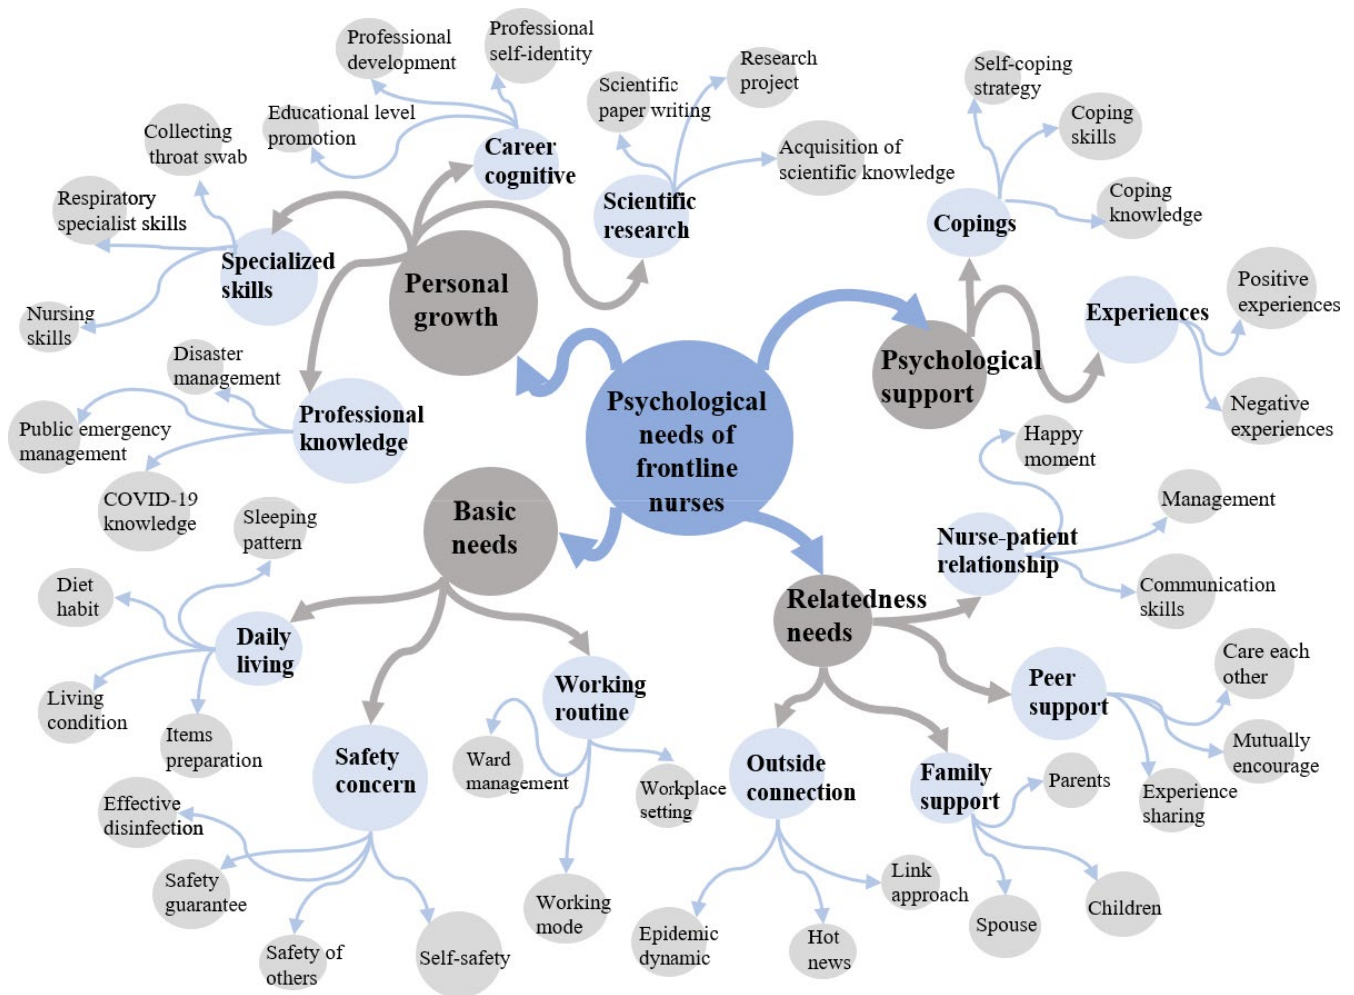 Psychological
needs of
frontline
nurses
Personal
growth
Career
cognitive
Professional
development
Professional
self-identity
Educational level
promotion
Scientific
research
Scientific
paper writing
Research
project
Acquisition of
scientific knowledge
Specialized
skills
Collecting
throat swab
Respiratory
specialist skills
Nursing
skills
Professional
knowledge
Disaster
management
Public emergency
management
COVID-19
knowledge
Psychological
support
Copings
Self-coping
strategy
Coping
skills
Coping
knowledge
Experiences
Positive
experiences
Negative
experiences
Basic
needs
Daily
living
Sleeping
pattern
Diet
habit
Living
condition
Items
preparation
Safety
concern
Effective
disinfection
Safety
guarantee
Safety of
others
Self-safety
Working
routine
Ward
management
Working
mode
Workplace
setting
Relatedness
needs
Nurse-patient
relationship
Happy
moment
Management
Communication
skills
Peer
support
Care each
other
Mutually
encourage
Experience
sharing
Family
support
Parents
Children
Spouse
Outside
connection
Link
approach
Hot
news
Epidemic
dynamic